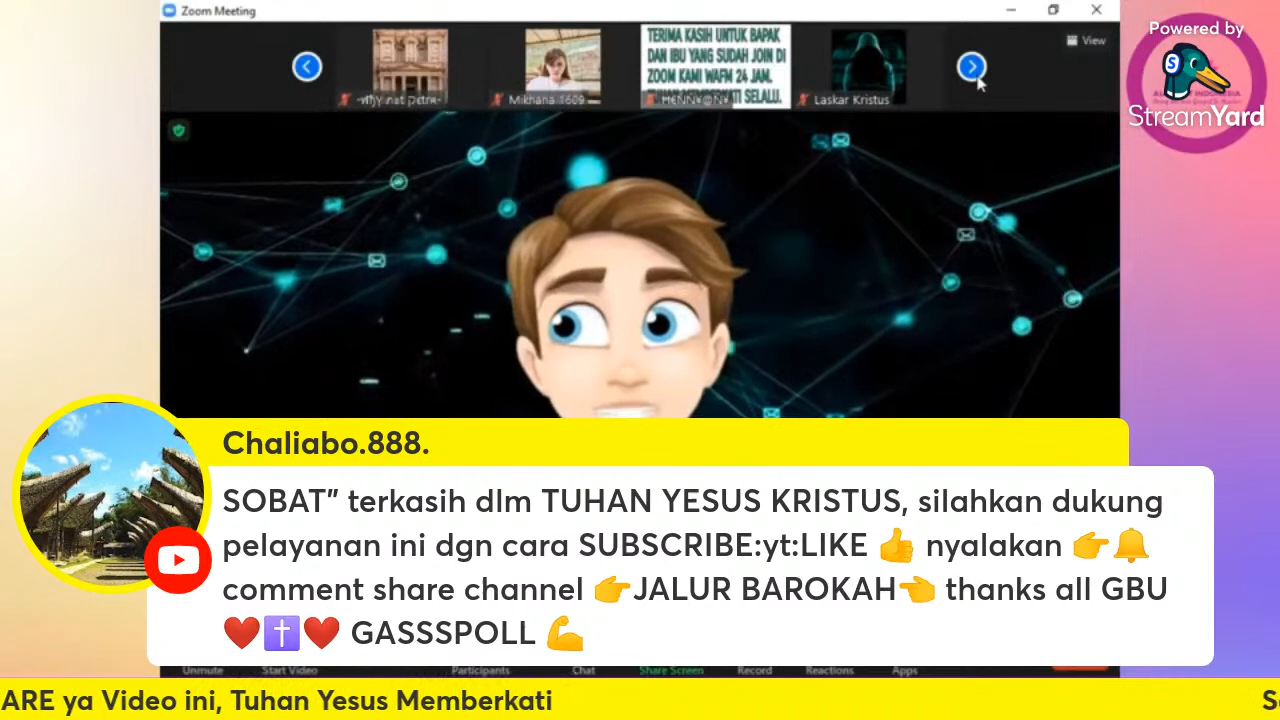 Zoom Meeting
Powered by
StreamYard
View
TERIMA KASIH UNTUK BAPAK
DAN IBU YANG SUDAH JOIN DI
ZOOM KAMI WAFM 24 JAM.
SELALU.
Mikhana 1609
Laskar Kristus
Chaliabo.888.
SOBAT” terkasih dlm TUHAN YESUS KRISTUS, silahkan dukung
pelayanan ini dgn cara SUBSCRIBE:yt:LIKE 👍 nyalakan 👉🔔
comment share channel 👉JALUR BAROKAH👈 thanks all GBU
❤️✝️❤️ GASSSPOLL 💪
Unmute Start Video Participants Chat Share Screen Record Reactions Apps
ARE ya Video ini, Tuhan Yesus Memberkati